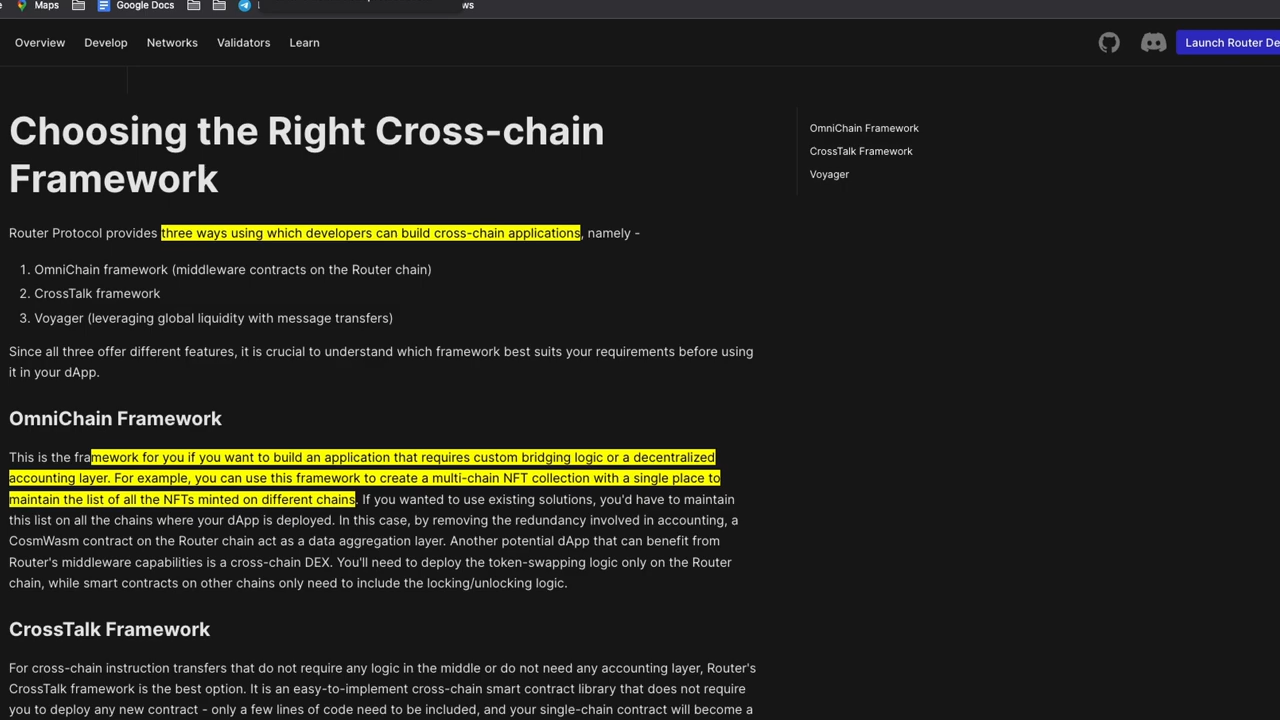 Maps Google Docs ws
Overview Develop Networks Validators Learn Launch Router De
Choosing the Right Cross-chain
Framework
OmniChain Framework
CrossTalk Framework
Voyager
Router Protocol provides three ways using which developers can build cross-chain applications, namely -
1. OmniChain framework (middleware contracts on the Router chain)
2. CrossTalk framework
3. Voyager (leveraging global liquidity with message transfers)
Since all three offer different features, it is crucial to understand which framework best suits your requirements before using
it in your dApp.
OmniChain Framework
This is the framework for you if you want to build an application that requires custom bridging logic or a decentralized
accounting layer. For example, you can use this framework to create a multi-chain NFT collection with a single place to
maintain the list of all the NFTs minted on different chains. If you wanted to use existing solutions, you'd have to maintain
this list on all the chains where your dApp is deployed. In this case, by removing the redundancy involved in accounting, a
CosmWasm contract on the Router chain act as a data aggregation layer. Another potential dApp that can benefit from
Router's middleware capabilities is a cross-chain DEX. You'll need to deploy the token-swapping logic only on the Router
chain, while smart contracts on other chains only need to include the locking/unlocking logic.
CrossTalk Framework
For cross-chain instruction transfers that do not require any logic in the middle or do not need any accounting layer, Router's
CrossTalk framework is the best option. It is an easy-to-implement cross-chain smart contract library that does not require
you to deploy any new contract - only a few lines of code need to be included, and your single-chain contract will become a